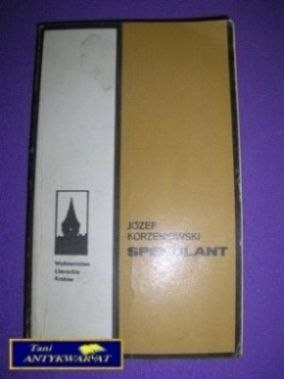 JÓZEF
KORZENIOWSKI
SPEKULANT
Wydawnictwo
Literackie
Kraków
Tani
ANTYKWARIAT